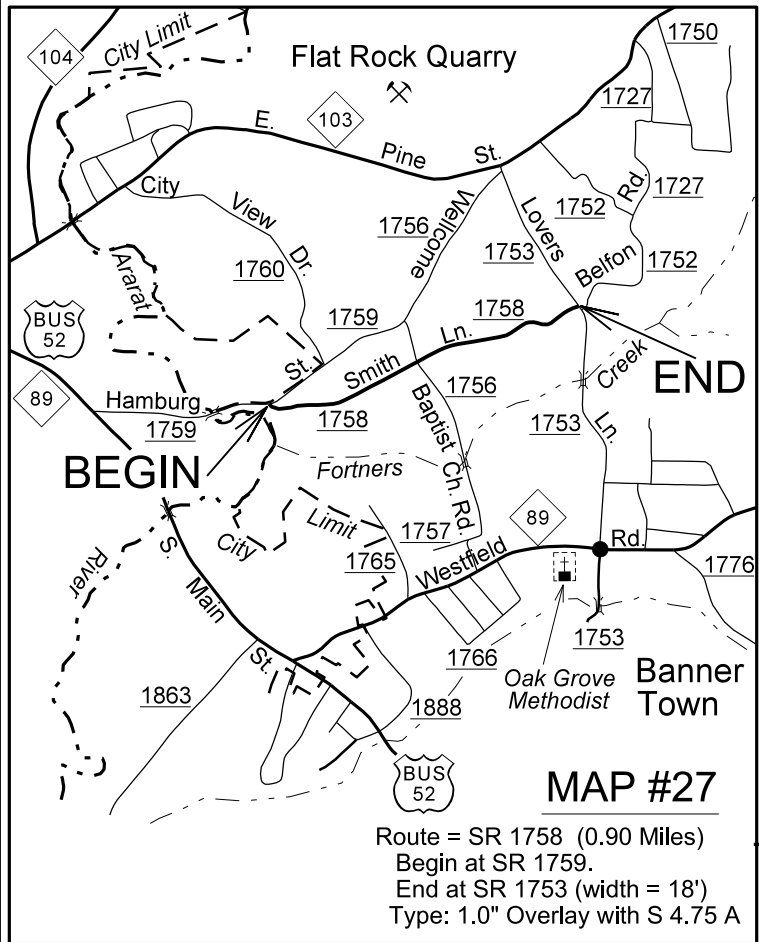 1750
City Limit
104
Flat Rock Quarry
1727
E.
103
Pine
St.
City
View
Dr.
Wellcome
1756
Lovers
1752
Rd.
1727
1753
Belfon
1752
1760
Ararat
BUS
52
1759
1758
Ln.
St.
Smith
Creek
END
89
Hamburg
1759
1758
1756
1753
Ln.
BEGIN
Fortners
Baptist Ch. Rd.
City
Limit
1757
89
Rd.
1765
Westfield
1776
River
S.
Main
St.
1753
1766
Oak Grove
Methodist
Banner
Town
1863
1888
BUS
52
MAP #27
Route = SR 1758 (0.90 Miles)
Begin at SR 1759.
End at SR 1753 (width = 18')
Type: 1.0" Overlay with S 4.75 A